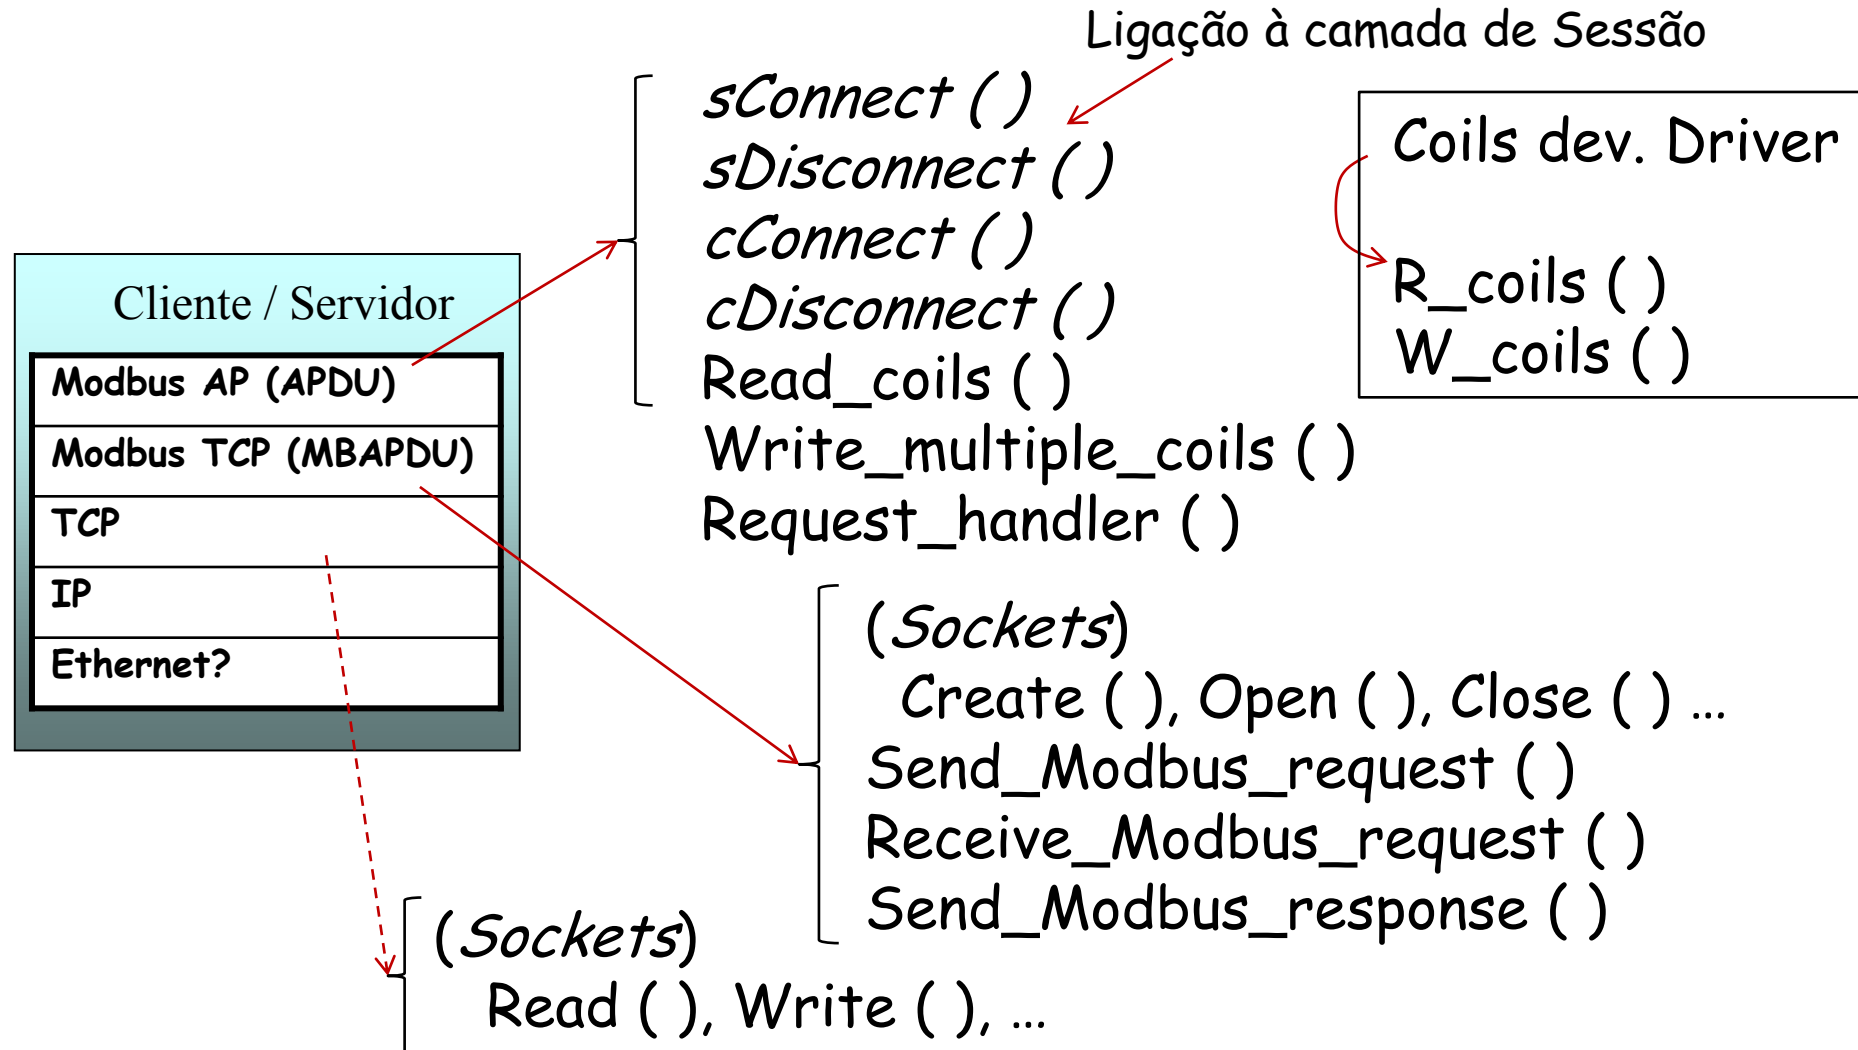 Ligação à camada de Sessão
sConnect ( )
sDisconnect ( )
cConnect ( )
cDisconnect ( )
Read_coils ( )
Write_multiple_coils ( )
Request_handler ( )
Coils dev. Driver
R_coils ( )
W_coils ( )
Cliente / Servidor
Modbus AP (APDU)
Modbus TCP (MBAPDU)
TCP
IP
Ethernet?
(Sockets)
Create ( ), Open ( ), Close ( ) ...
Send_Modbus_request ( )
Receive_Modbus_request ( )
Send_Modbus_response ( )
(Sockets)
Read ( ), Write ( ), ...